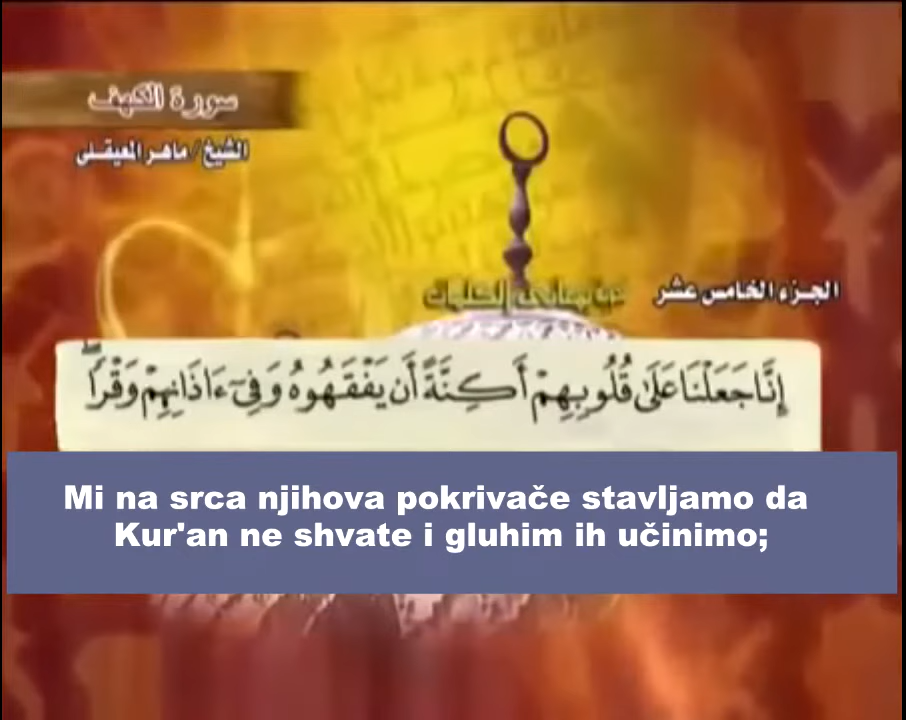 سورة الكهف
الشيخ / ماهر المعيقلي
الجزء الخامس عشر
إِنَّا جَعَلْنَا عَلَىٰ قُلُوبِهِمْ أَكِنَّةً أَن يَفْقَهُوهُ وَفِىٓ ءَاذَانِهِمْ وَقْرًاۖ
Mi na srca njihova pokrivače stavljamo da
Kur'an ne shvate i gluhim ih učinimo;